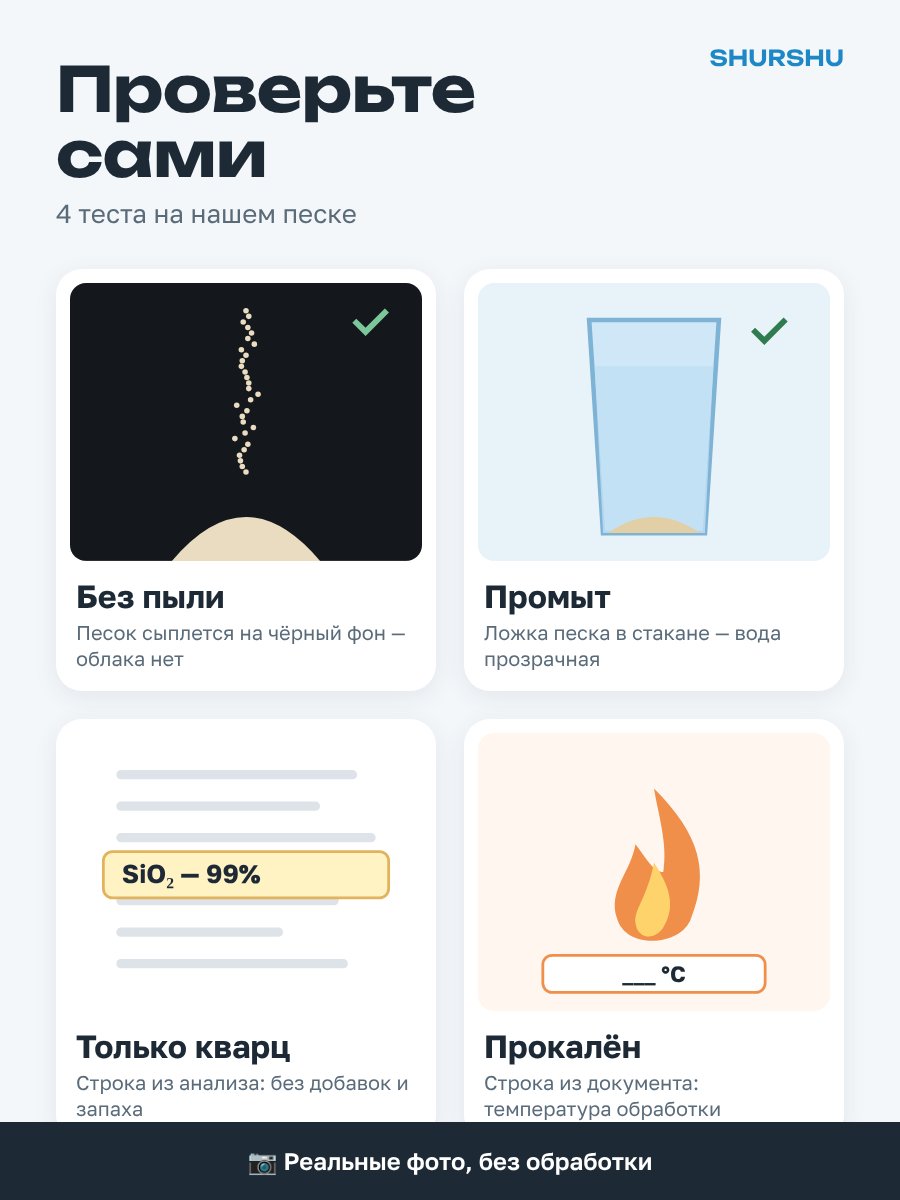 SHURSHU
Проверьте
сами
4 теста на нашем песке
Без пыли
Песок сыплется на чёрный фон —
облака нет
Промыт
Ложка песка в стакане — вода
прозрачная
SiO₂ — 99%
Только кварц
Строка из анализа: без добавок и
запаха
___ °C
Прокалён
Строка из документа:
температура обработки
📷 Реальные фото, без обработки